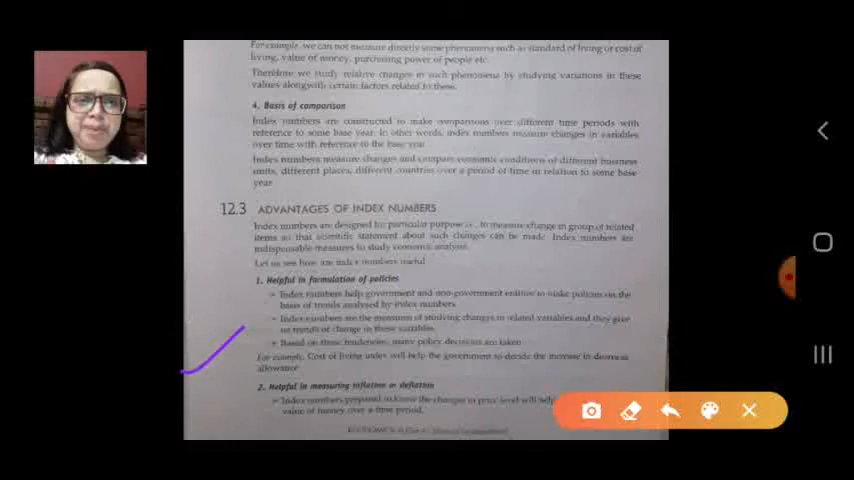 For example, we can not measure directly some phenomena such as standard of living or cost of
living, value of money, purchasing power of people etc.
Therefore we study relative changes in such phenomena by studying variations in these
values alongwith certain factors related to these.
4. Basis of comparison
Index numbers are constructed to make comparisons over different time periods with
reference to some base year. In other words, index numbers measure changes in variables
over time with reference to the base year
Index numbers measure changes and compare economic conditions of different business
units, different places, different countries over a period of time in relation to some base
year
12.3 ADVANTAGES OF INDEX NUMBERS
Index numbers are designed for particular purpose i.e., to measure change in group of related
items so that scientific statement about such changes can be made. Index numbers are
indispensable measures to study economic analysis.
Let us see how are index numbers useful
1. Helpful in formulation of policies
Index numbers help government and non-government entities to make policies on the
basis of trends analysed by index numbers.
Index numbers are the measures of studying changes in related variables and they give
us trends of change in these variables.
Based on these tendencies, many policy decisions are taken
For example, Cost of living index will help the government to decide the increase in dearness
allowance
2. Helpful in measuring inflation or deflation
Index numbers prepared to know the changes in price level will help
value of money over a time period.